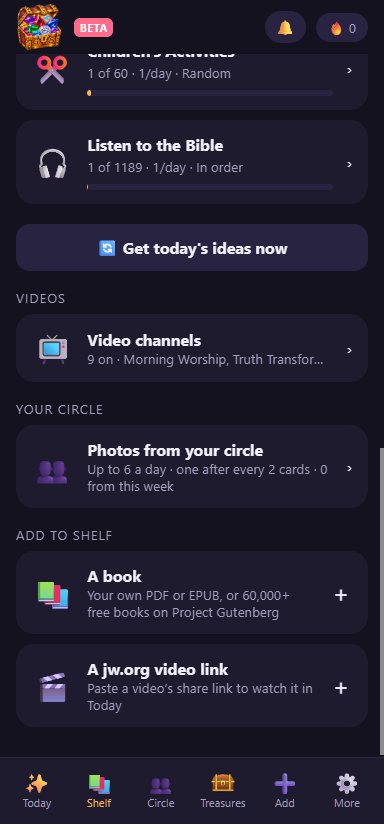 BETA
0
Children's Activities
1 of 60 · 1/day · Random
Listen to the Bible
1 of 1189 · 1/day · In order
Get today's ideas now
VIDEOS
Video channels
9 on · Morning Worship, Truth Transfor...
YOUR CIRCLE
Photos from your circle
Up to 6 a day · one after every 2 cards · 0
from this week
ADD TO SHELF
A book
Your own PDF or EPUB, or 60,000+
free books on Project Gutenberg
A jw.org video link
Paste a video's share link to watch it in
Today
Today
Shelf
Circle
Treasures
Add
More